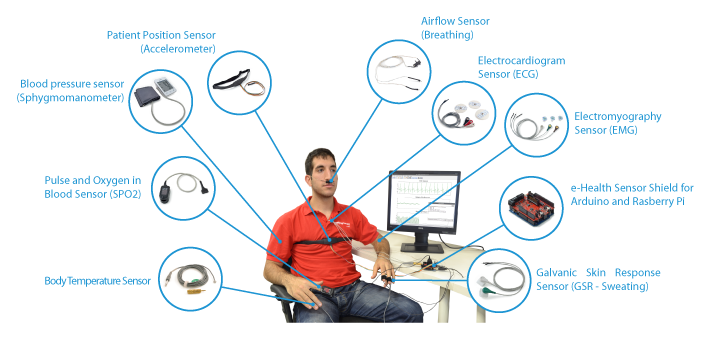 Airflow Sensor
(Breathing)
Patient Position Sensor
(Accelerometer)
Electrocardiogram
Sensor (ECG)
Blood pressure sensor
(Sphygmomanometer)
Electromyography
Sensor (EMG)
Pulse and Oxygen in
Blood Sensor (SPO2)
e-Health Sensor Shield for
Arduino and Rasberry Pi
Body Temperature Sensor
Galvanic Skin Response
Sensor (GSR - Sweating)